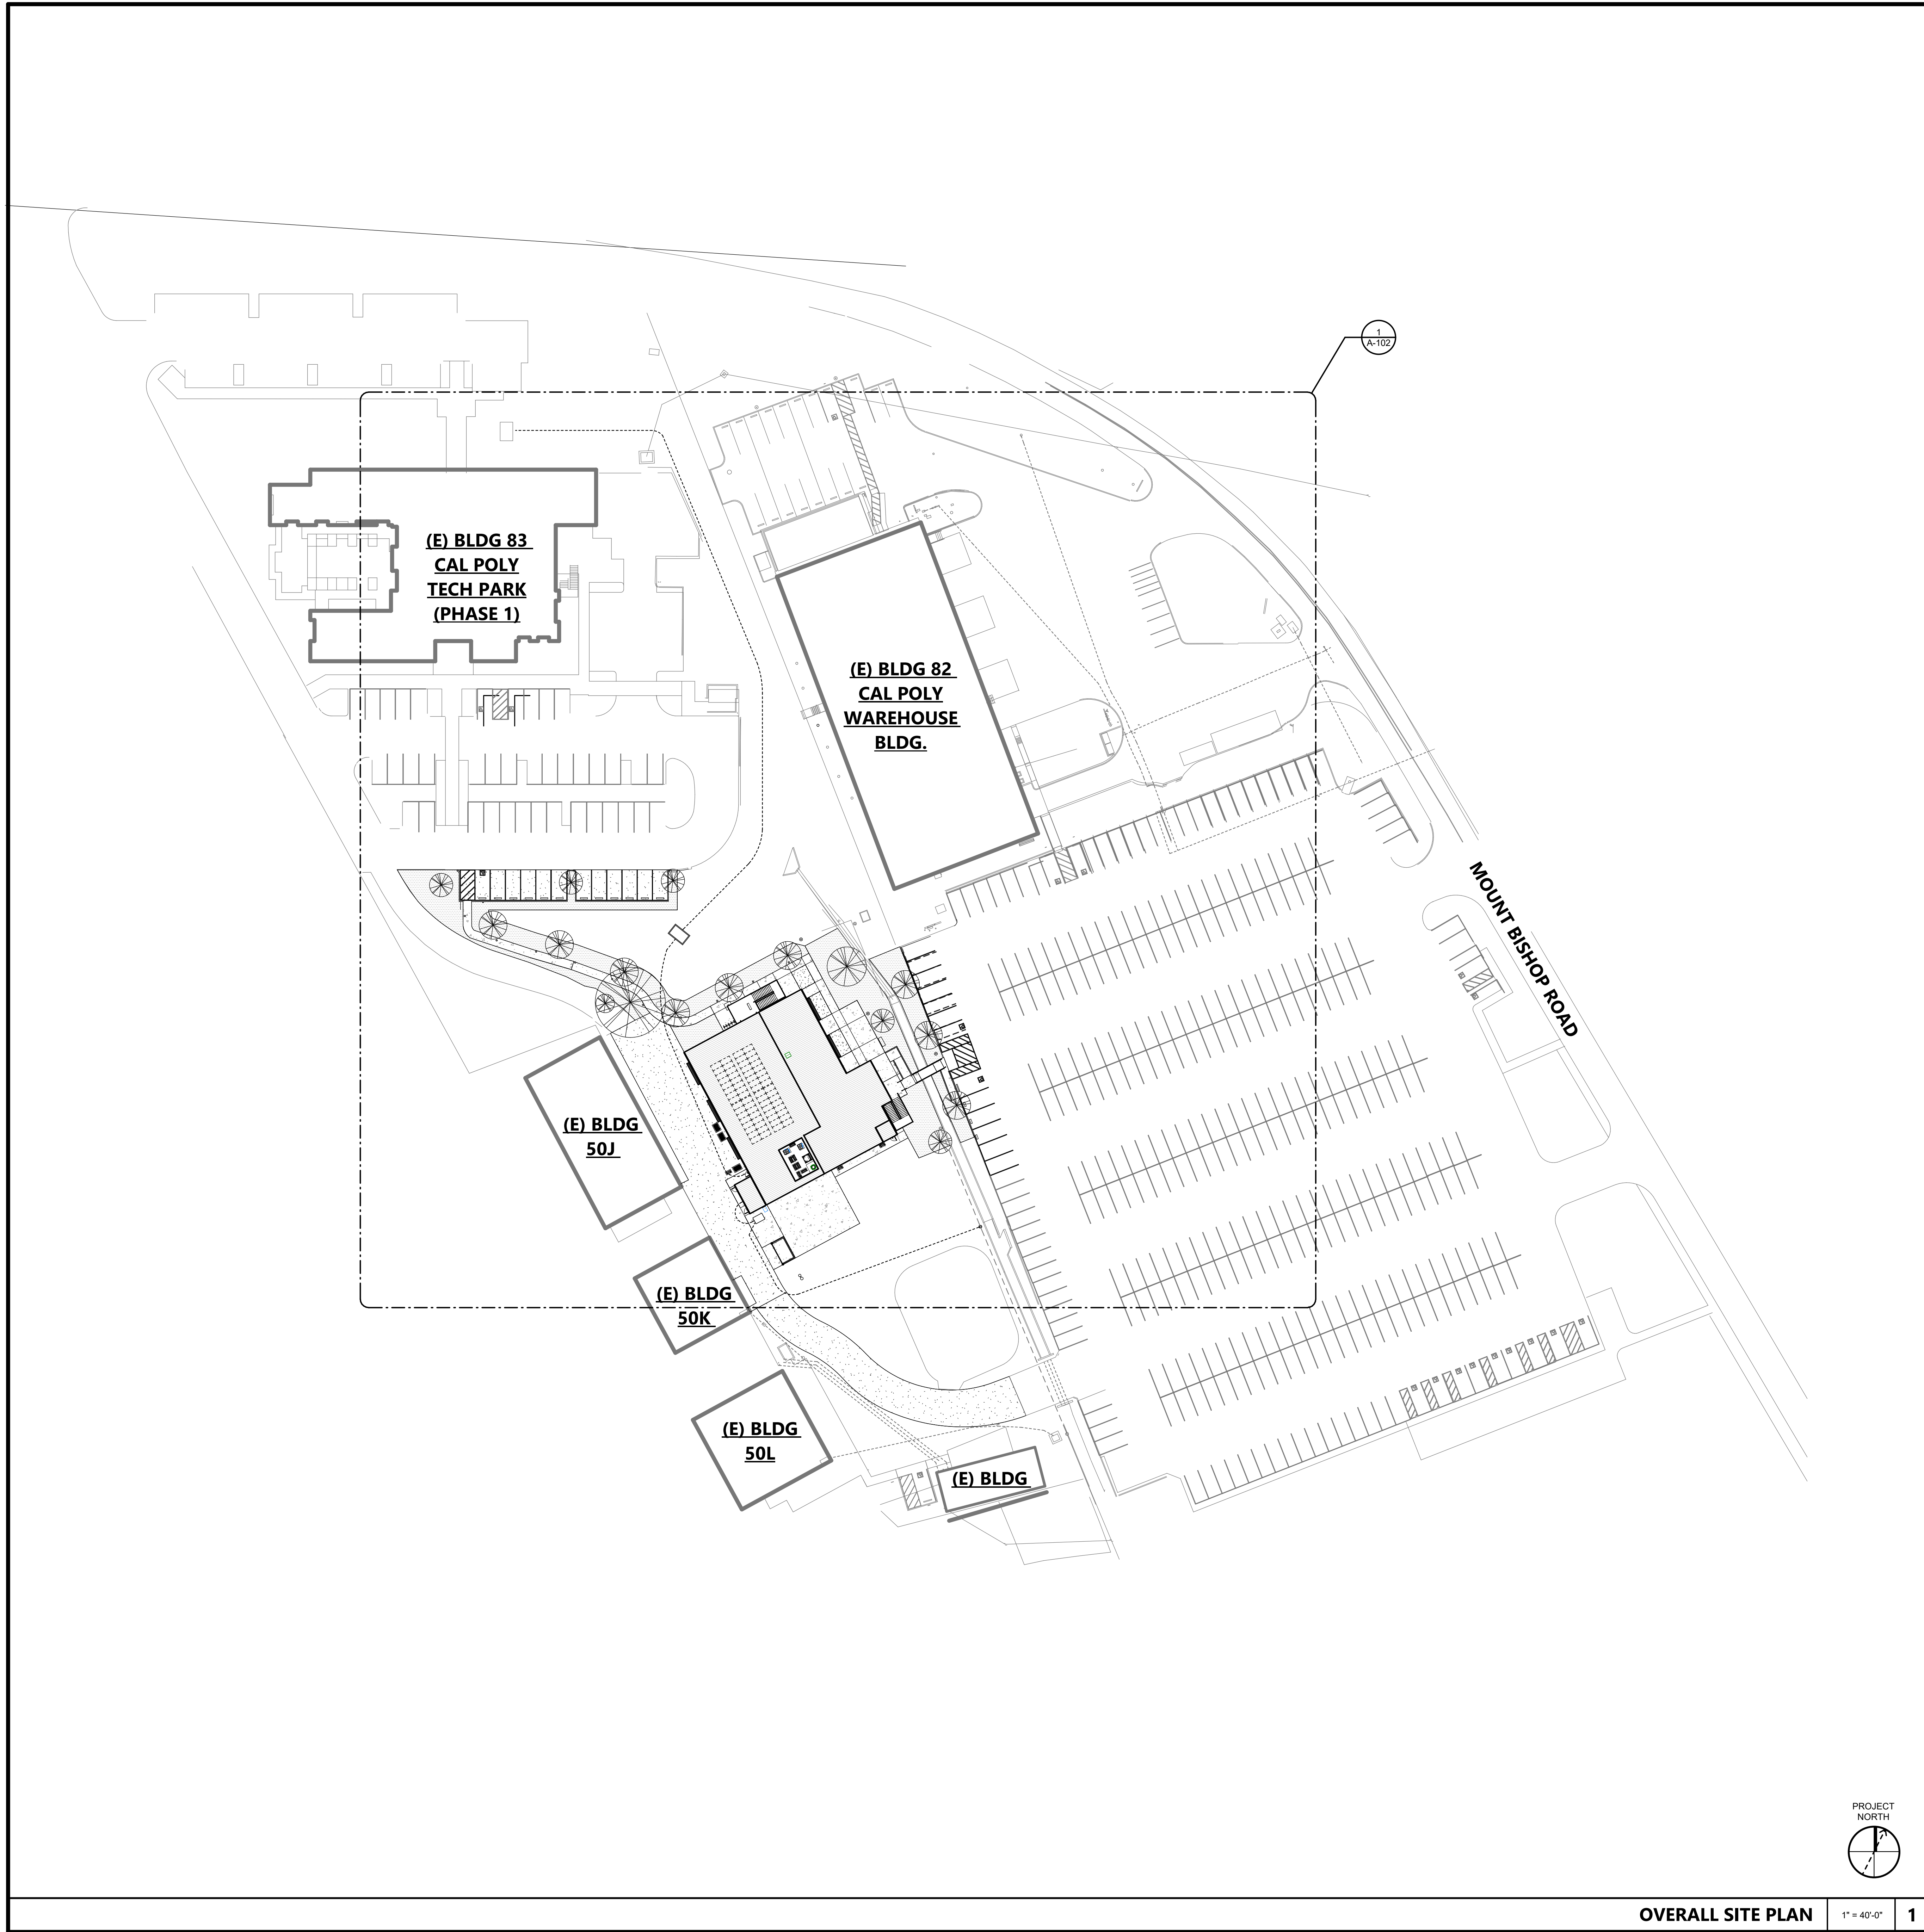 1
A-102
(E) BLDG 83
CAL POLY
TECH PARK
(PHASE 1)
(E) BLDG 82
CAL POLY
WAREHOUSE
BLDG.
MOUNT BISHOP ROAD
(E) BLDG
50J
(E) BLDG
50K
(E) BLDG
50L
(E) BLDG
PROJECT
NORTH
OVERALL SITE PLAN
1" = 40'-0"
1